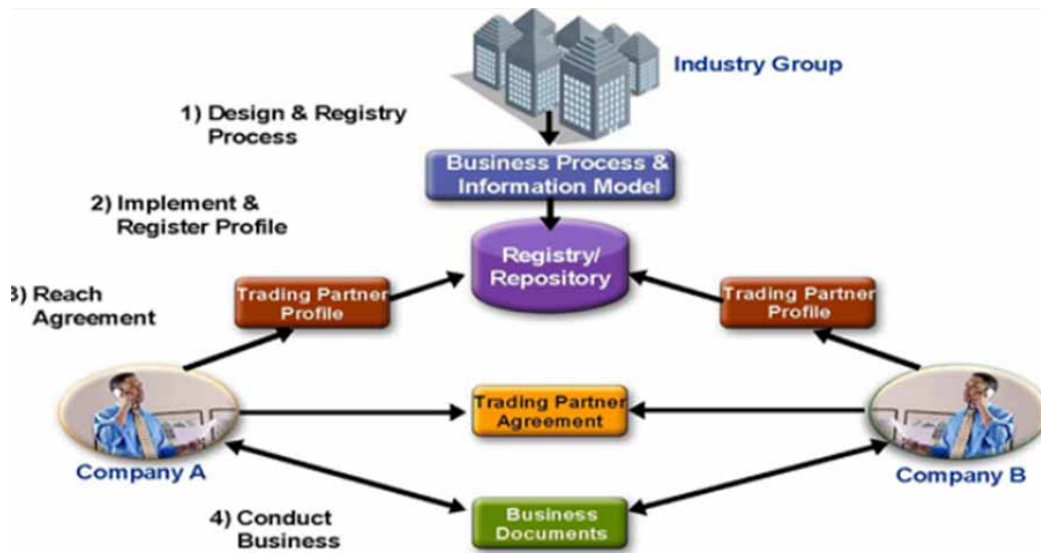 Industry Group
1) Design & Registry
Process
Business Process &
Information Model
2) Implement &
Register Profile
Registry/
Repository
3) Reach
Agreement
Trading Partner
Profile
Trading Partner
Profile
Trading Partner
Agreement
Company A
Company B
4) Conduct
Business
Business
Documents